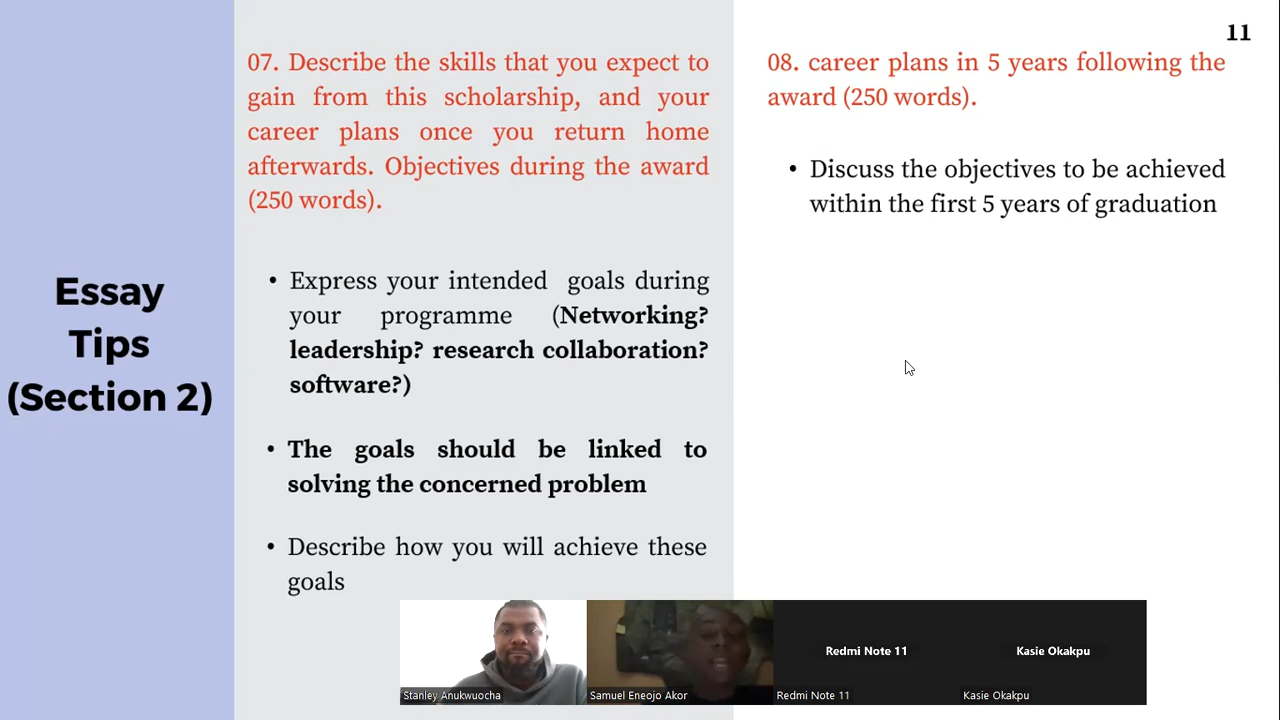 11
Essay
Tips
(Section 2)
07. Describe the skills that you expect to
gain from this scholarship, and your
career plans once you return home
afterwards. Objectives during the award
(250 words).
• Express your intended goals during
your programme (Networking?
leadership? research collaboration?
software?)
• The goals should be linked to
solving the concerned problem
• Describe how you will achieve these
goals
08. career plans in 5 years following the
award (250 words).
• Discuss the objectives to be achieved
within the first 5 years of graduation
Stanley Anukwuocha
Samuel Eneojo Akor
Redmi Note 11
Redmi Note 11
Kasie Okakpu
Kasie Okakpu